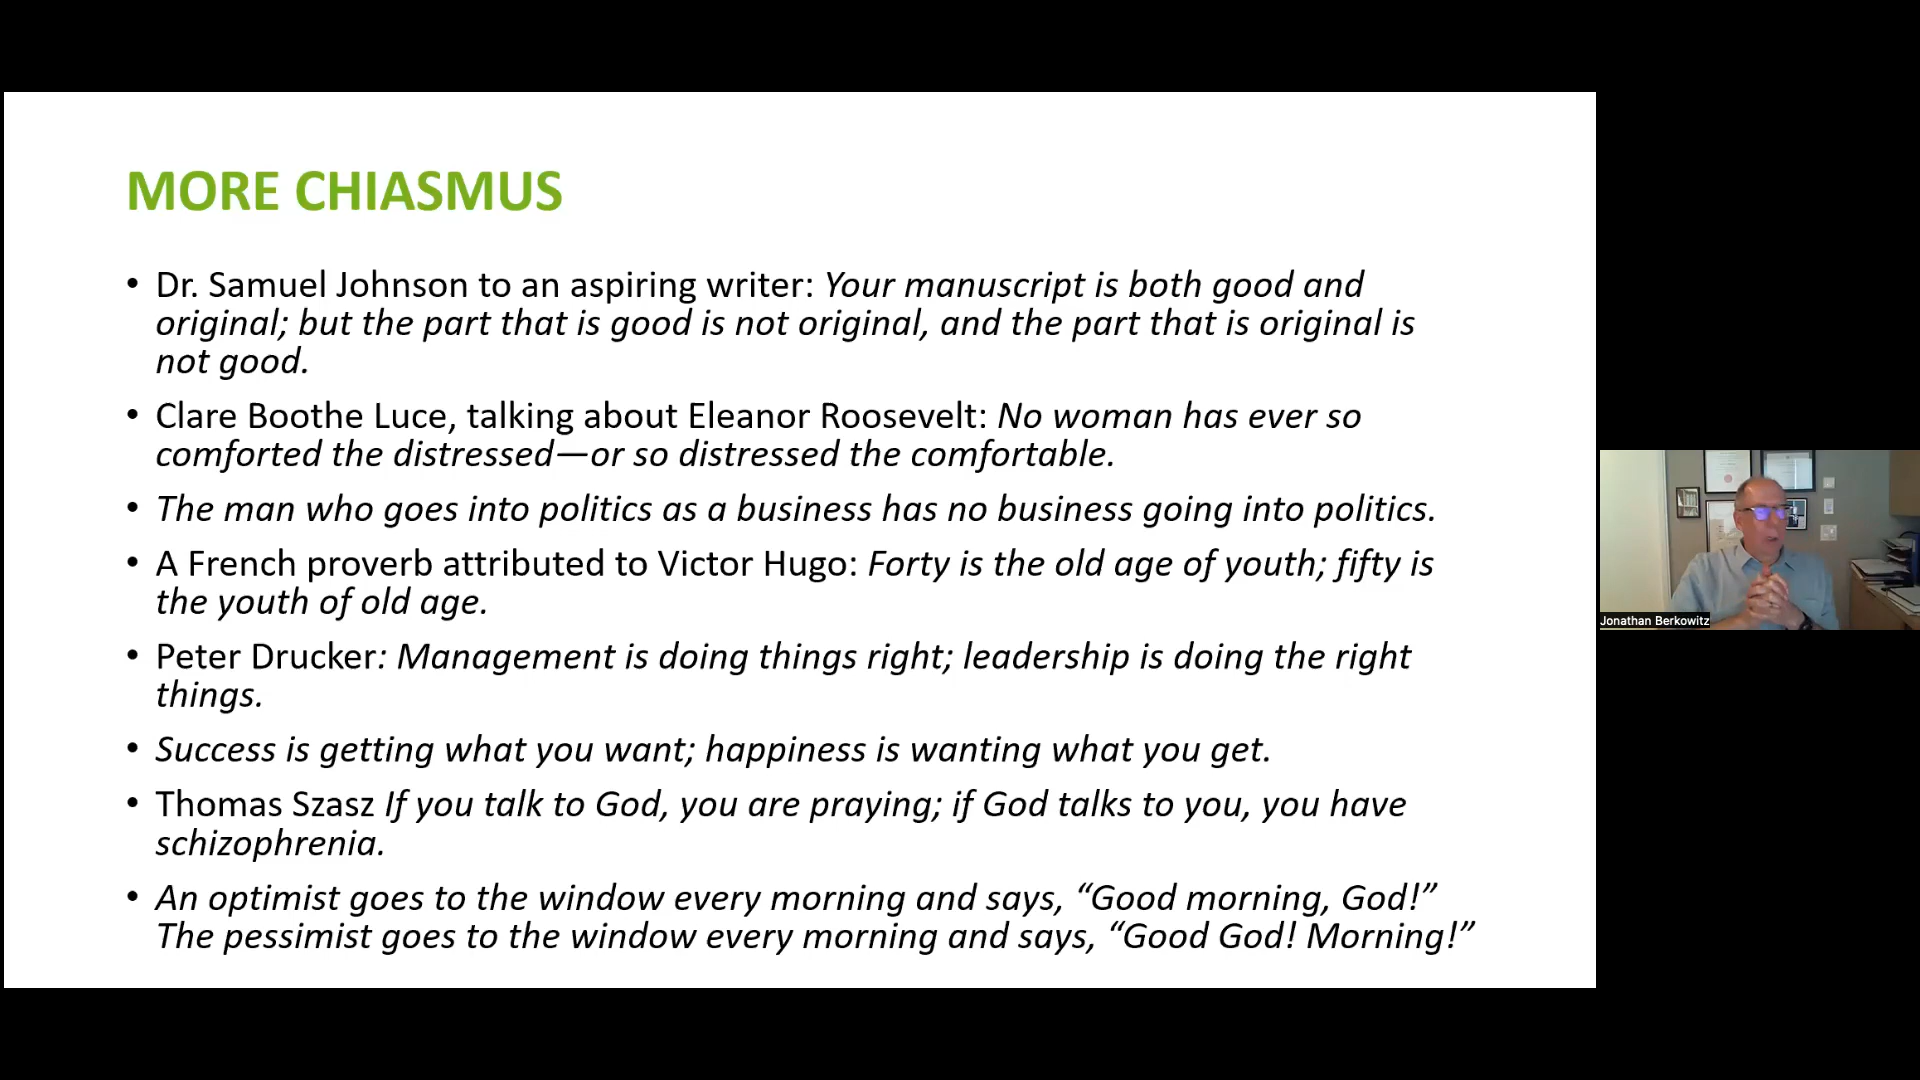 MORE CHIASMUS
• Dr. Samuel Johnson to an aspiring writer: Your manuscript is both good and
original; but the part that is good is not original, and the part that is original is
not good.
• Clare Boothe Luce, talking about Eleanor Roosevelt: No woman has ever so
comforted the distressed—or so distressed the comfortable.
• The man who goes into politics as a business has no business going into politics.
• A French proverb attributed to Victor Hugo: Forty is the old age of youth; fifty is
the youth of old age.
• Peter Drucker: Management is doing things right; leadership is doing the right
things.
• Success is getting what you want; happiness is wanting what you get.
• Thomas Szasz If you talk to God, you are praying; if God talks to you, you have
schizophrenia.
• An optimist goes to the window every morning and says, “Good morning, God!”
The pessimist goes to the window every morning and says, “Good God! Morning!”
Jonathan Berkowitz